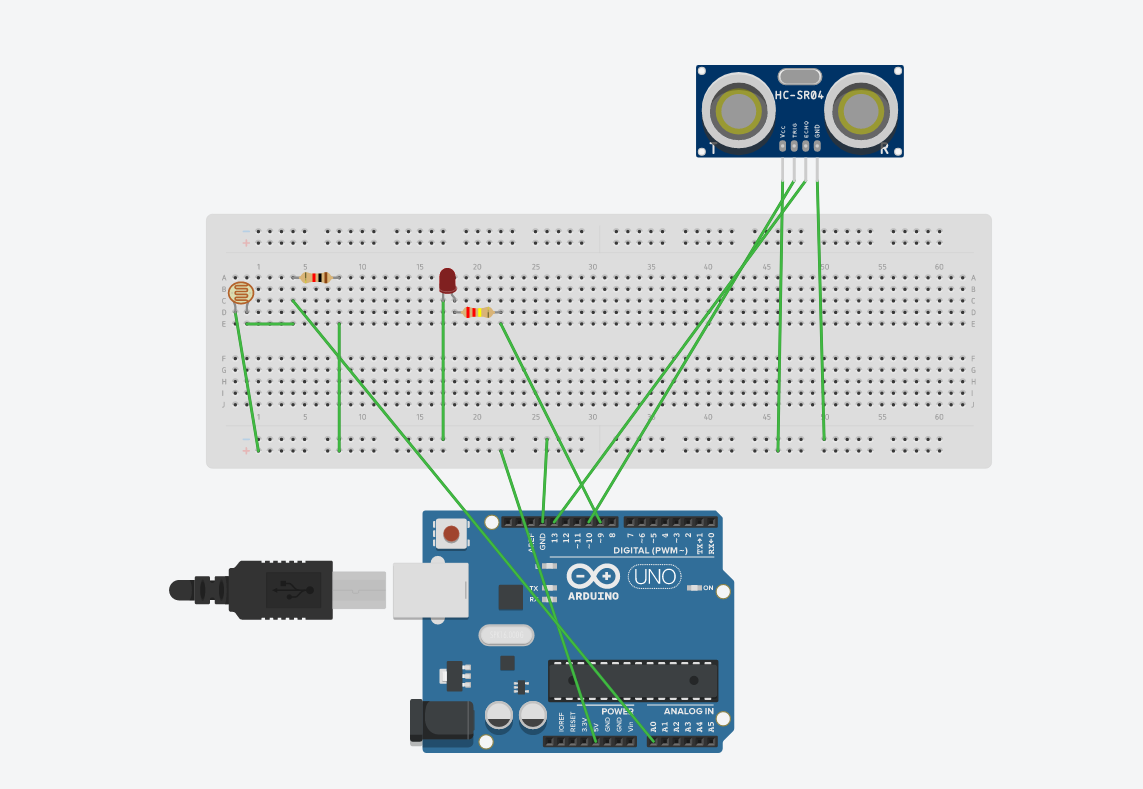 HC-SR04
VCC
TRIG
ECHO
GND
T
R
1 5 10 15 20 25 30 35 40 45 50 55 60
A
B
C
D
E
F
G
H
I
J
1 5 10 15 20 25 30 35 40 45 50 55 60
AREF
GND
13
12
~11
~10
~9
8
7
~6
~5
~4
~3
2
TX→1
RX←0
DIGITAL (PWM~)
TX
RX
UNO
ON
ARDUINO
POWER
ANALOG IN
IOREF
RESET
3.3V
5V
GND
GND
Vin
A0
A1
A2
A3
A4
A5